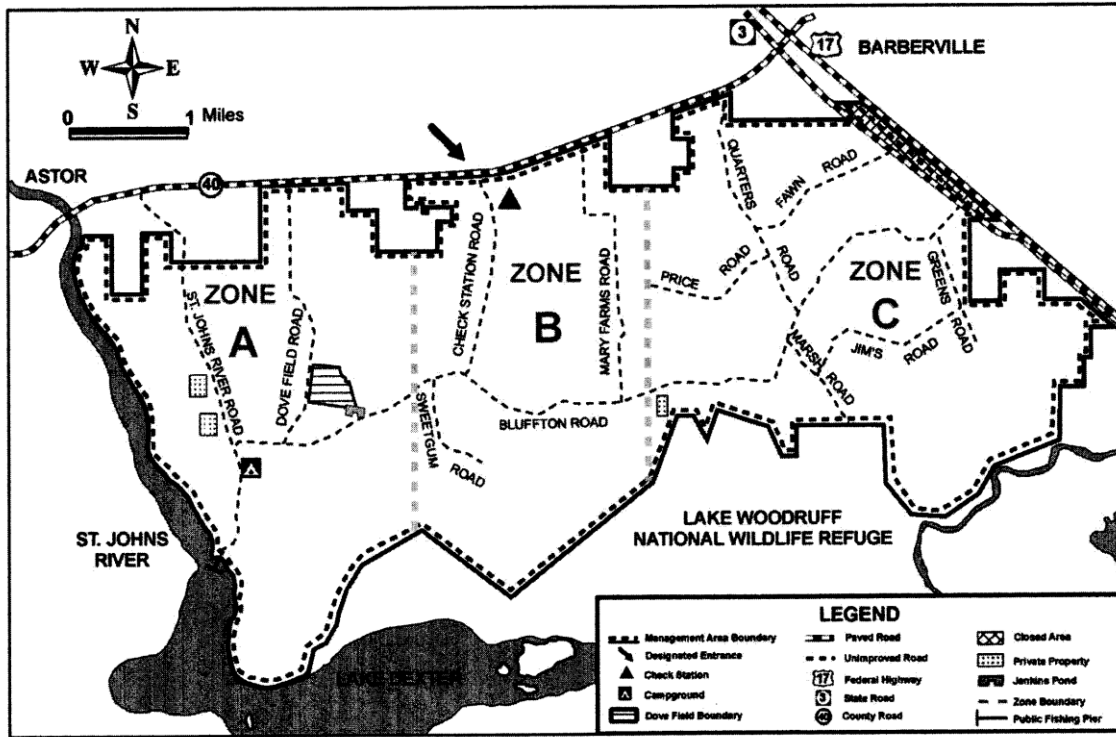 N
W E
S
0 1 Miles
3
17
BARBERVILLE
ASTOR
40
QUARTERS
ROAD
FAWN ROAD
PRICE ROAD
ZONE
A
ZONE
B
ZONE
C
ST. JOHNS RIVER ROAD
DOVE FIELD ROAD
CHECK STATION ROAD
MARY FARMS ROAD
GREENS ROAD
MARSH ROAD
JIM'S ROAD
SWEETGUM
ROAD
BLUFFTON ROAD
ST. JOHNS
RIVER
LAKE WOODRUFF
NATIONAL WILDLIFE REFUGE
LAKE DEXTER
LEGEND
Management Area Boundary
Designated Entrance
Check Station
Campground
Dove Field Boundary
Paved Road
Unimproved Road
17 Federal Highway
3 State Road
40 County Road
Closed Area
Private Property
Jenkins Pond
Zone Boundary
Public Fishing Pier